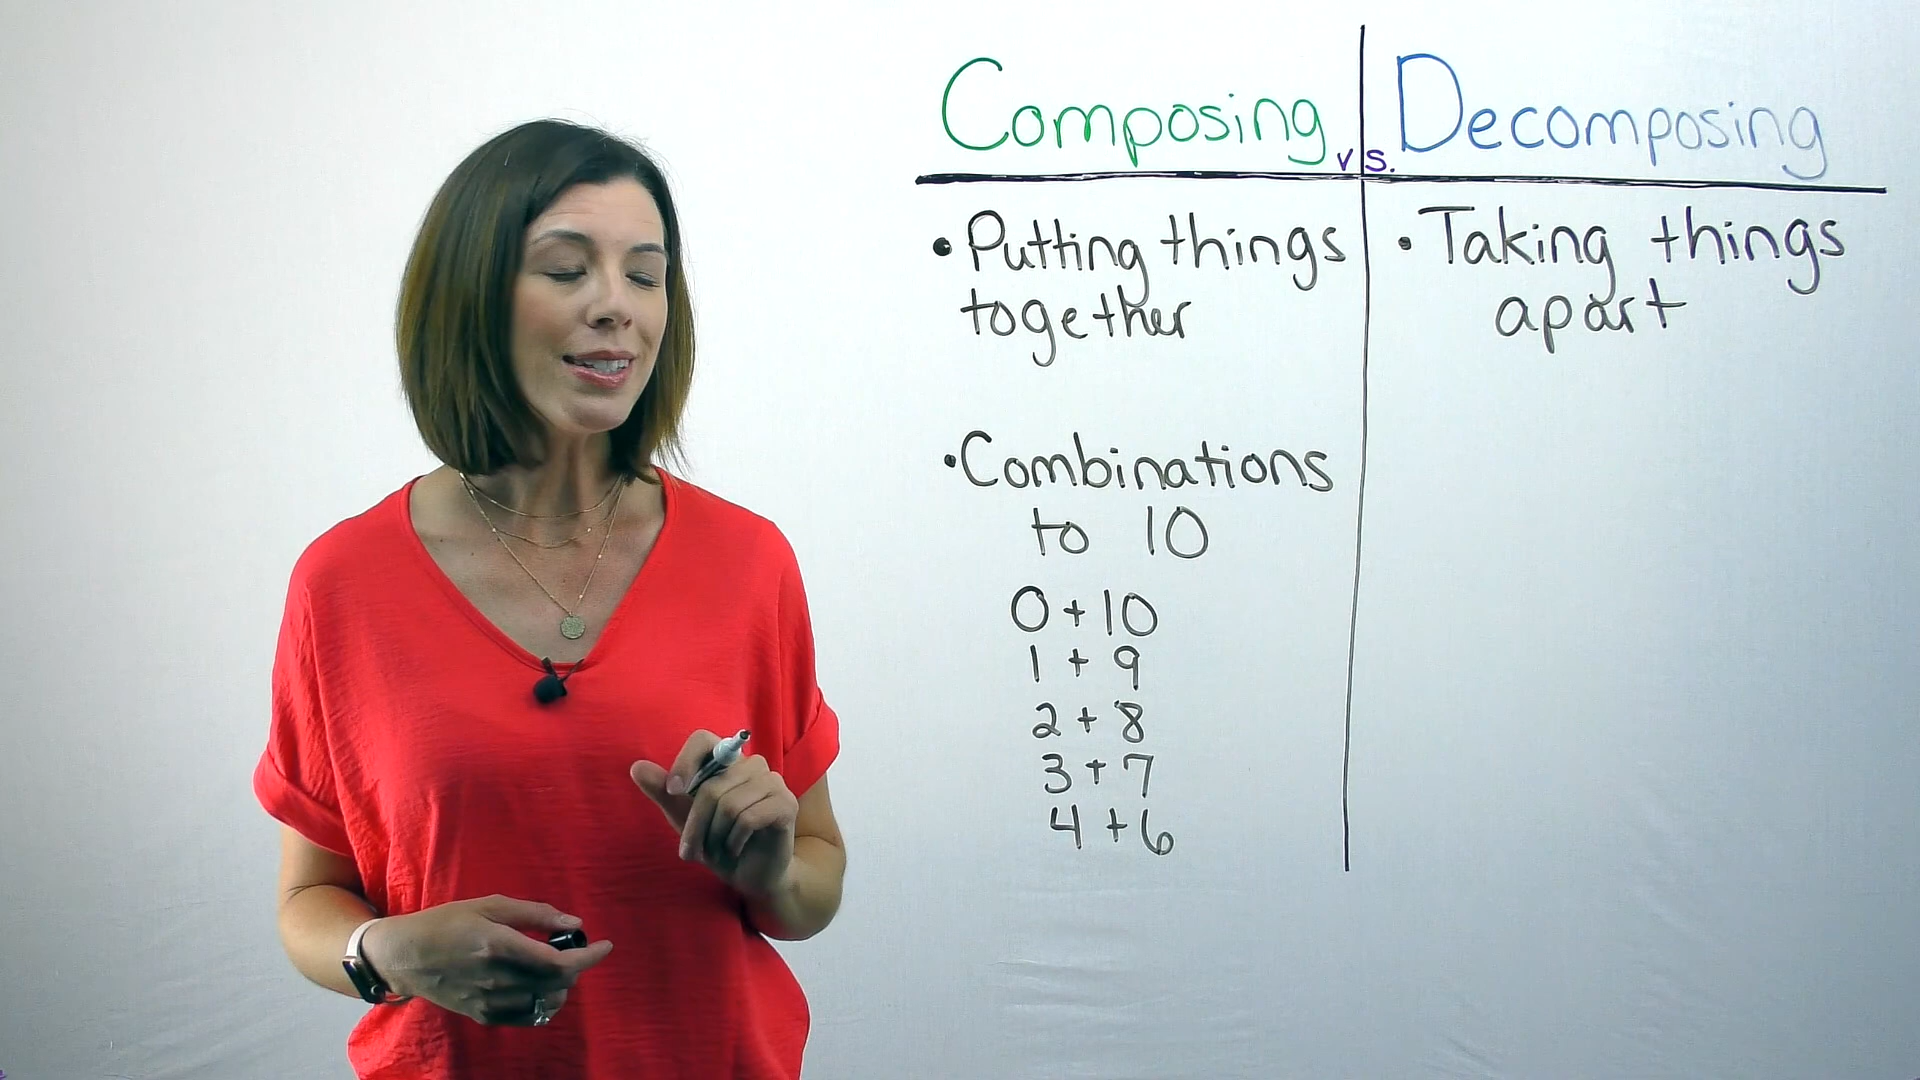 Composing vs. Decomposing
• Putting things
together
• Combinations
to 10
0 + 10
1 + 9
2 + 8
3 + 7
4 + 6
• Taking things
apart